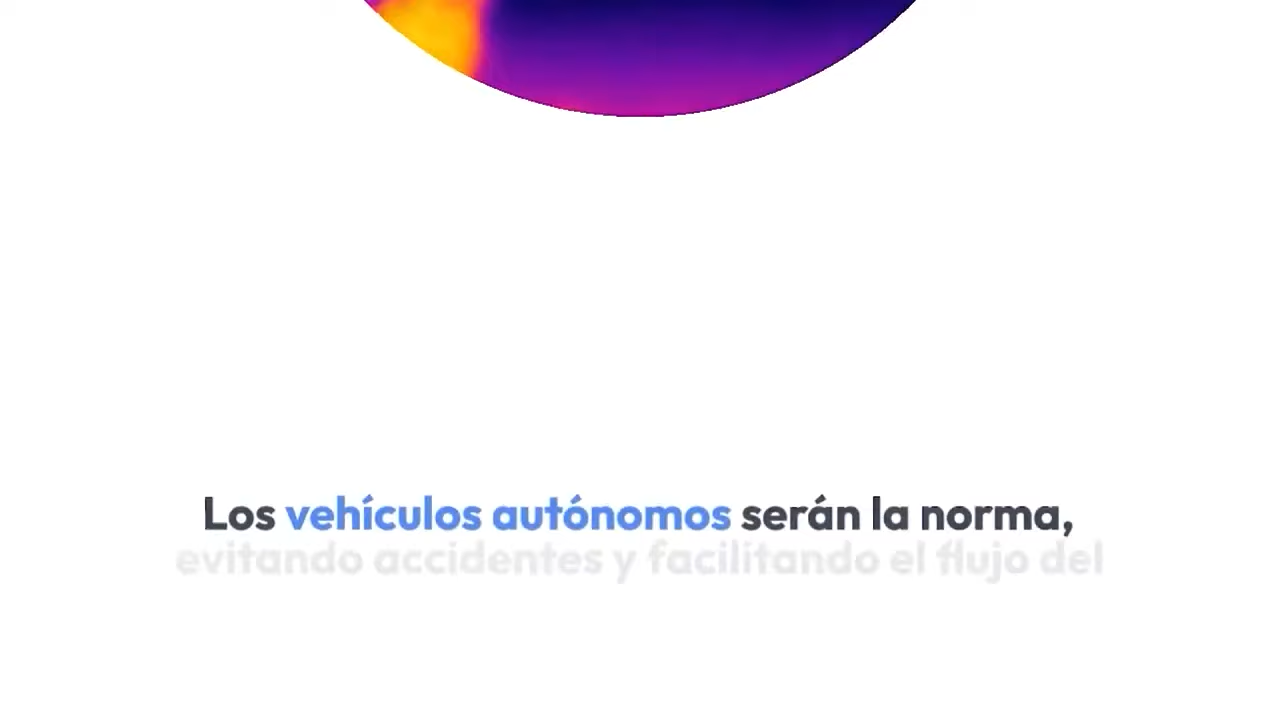 Los vehículos autónomos serán la norma,
evitando accidentes y facilitando el flujo del